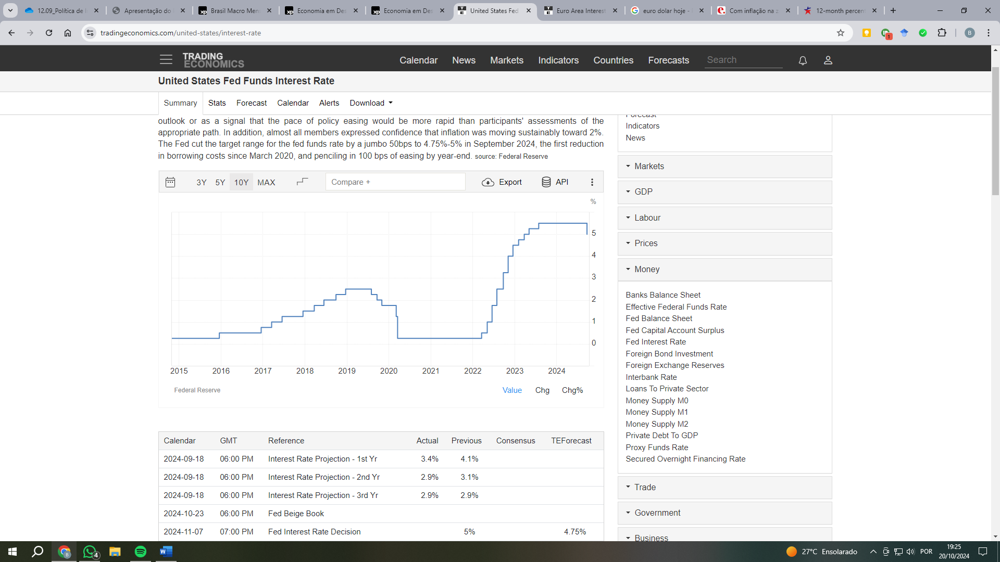 12.09_Política de I
Apresentação do
Brasil Macro Mens
Economia em Des
Economia em Des
United States Fed
Euro Area Interest
euro dolar hoje -
Com inflação na z
12-month percent
tradingeconomics.com/united-states/interest-rate
1
B
TRADING
ECONOMICS
Calendar
News
Markets
Indicators
Countries
Forecasts
Search
United States Fed Funds Interest Rate
Summary
Stats
Forecast
Calendar
Alerts
Download
outlook or as a signal that the pace of policy easing would be more rapid than participants' assessments of the
appropriate path. In addition, almost all members expressed confidence that inflation was moving sustainably toward 2%.
The Fed cut the target range for the fed funds rate by a jumbo 50bps to 4.75%-5% in September 2024, the first reduction
in borrowing costs since March 2020, and penciling in 100 bps of easing by year-end. source: Federal Reserve
3Y
5Y
10Y
MAX
Compare +
Export
API
%
5
4
3
2
1
0
2015
2016
2017
2018
2019
2020
2021
2022
2023
2024
Federal Reserve
Value
Chg
Chg%
Calendar GMT Reference Actual Previous Consensus TEForecast
2024-09-18 06:00 PM Interest Rate Projection - 1st Yr 3.4% 4.1%
2024-09-18 06:00 PM Interest Rate Projection - 2nd Yr 2.9% 3.1%
2024-09-18 06:00 PM Interest Rate Projection - 3rd Yr 2.9% 2.9%
2024-10-23 06:00 PM Fed Beige Book
2024-11-07 07:00 PM Fed Interest Rate Decision 5% 4.75%
Forecast
Indicators
News
Markets
GDP
Labour
Prices
Money
Banks Balance Sheet
Effective Federal Funds Rate
Fed Balance Sheet
Fed Capital Account Surplus
Fed Interest Rate
Foreign Bond Investment
Foreign Exchange Reserves
Interbank Rate
Loans To Private Sector
Money Supply M0
Money Supply M1
Money Supply M2
Private Debt To GDP
Proxy Funds Rate
Secured Overnight Financing Rate
Trade
Government
Business
4
27°C Ensolarado
POR
19:25
20/10/2024